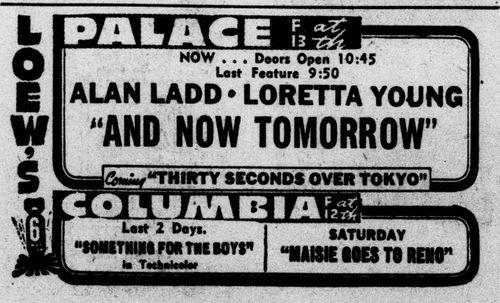 LOEW'S
PALACE F at 13th
NOW . . . Doors Open 10:45
Last Feature 9:50
ALAN LADD • LORETTA YOUNG
"AND NOW TOMORROW"
Coming "THIRTY SECONDS OVER TOKYO"
COLUMBIA F at 12th
6
Last 2 Days.
"SOMETHING FOR THE BOYS"
in Technicolor
SATURDAY
"MAISIE GOES TO RENO"